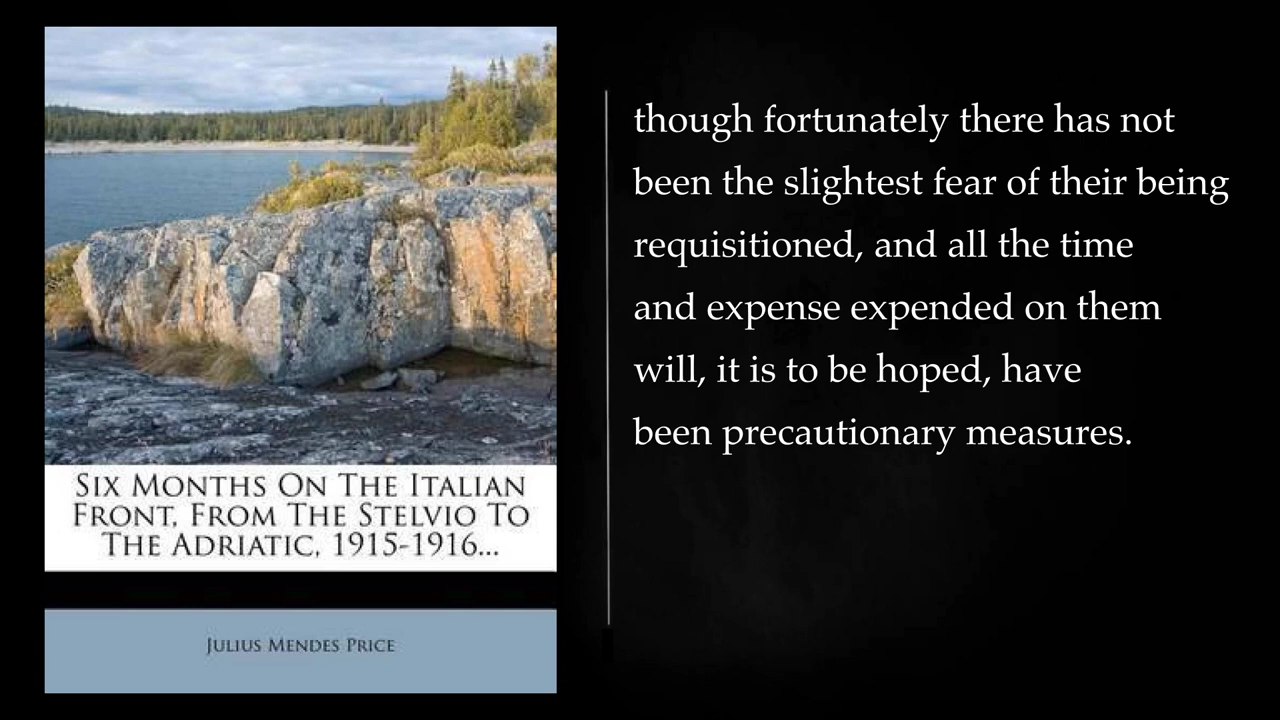 Six Months On The Italian
Front, From The Stelvio To
The Adriatic, 1915-1916...
Julius Mendes Price
though fortunately there has not
been the slightest fear of their being
requisitioned, and all the time
and expense expended on them
will, it is to be hoped, have
been precautionary measures.